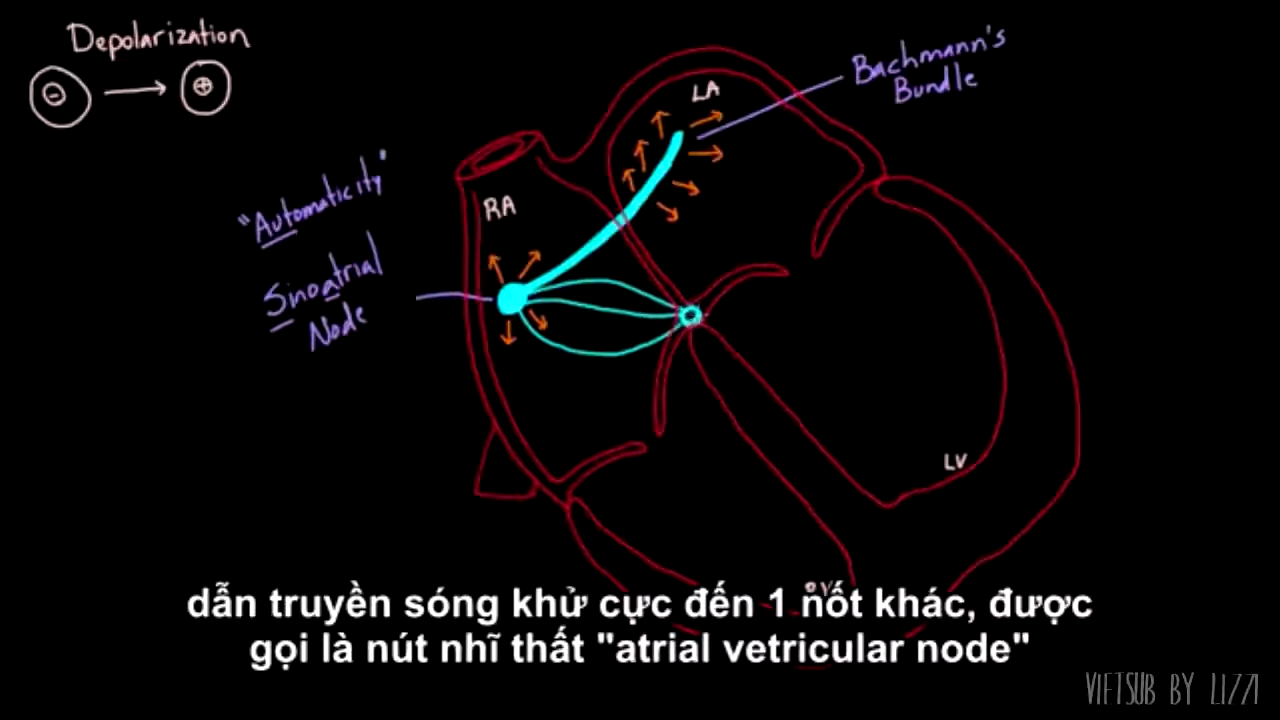 Depolarization
Bachmann's
Bundle
LA
"Automaticity"
RA
Sinoatrial
Node
LV
dẫn truyền sóng khử cực đến 1 nốt khác, được
gọi là nút nhĩ thất "atrial vetricular node"
VIETSUB BY LIZZI